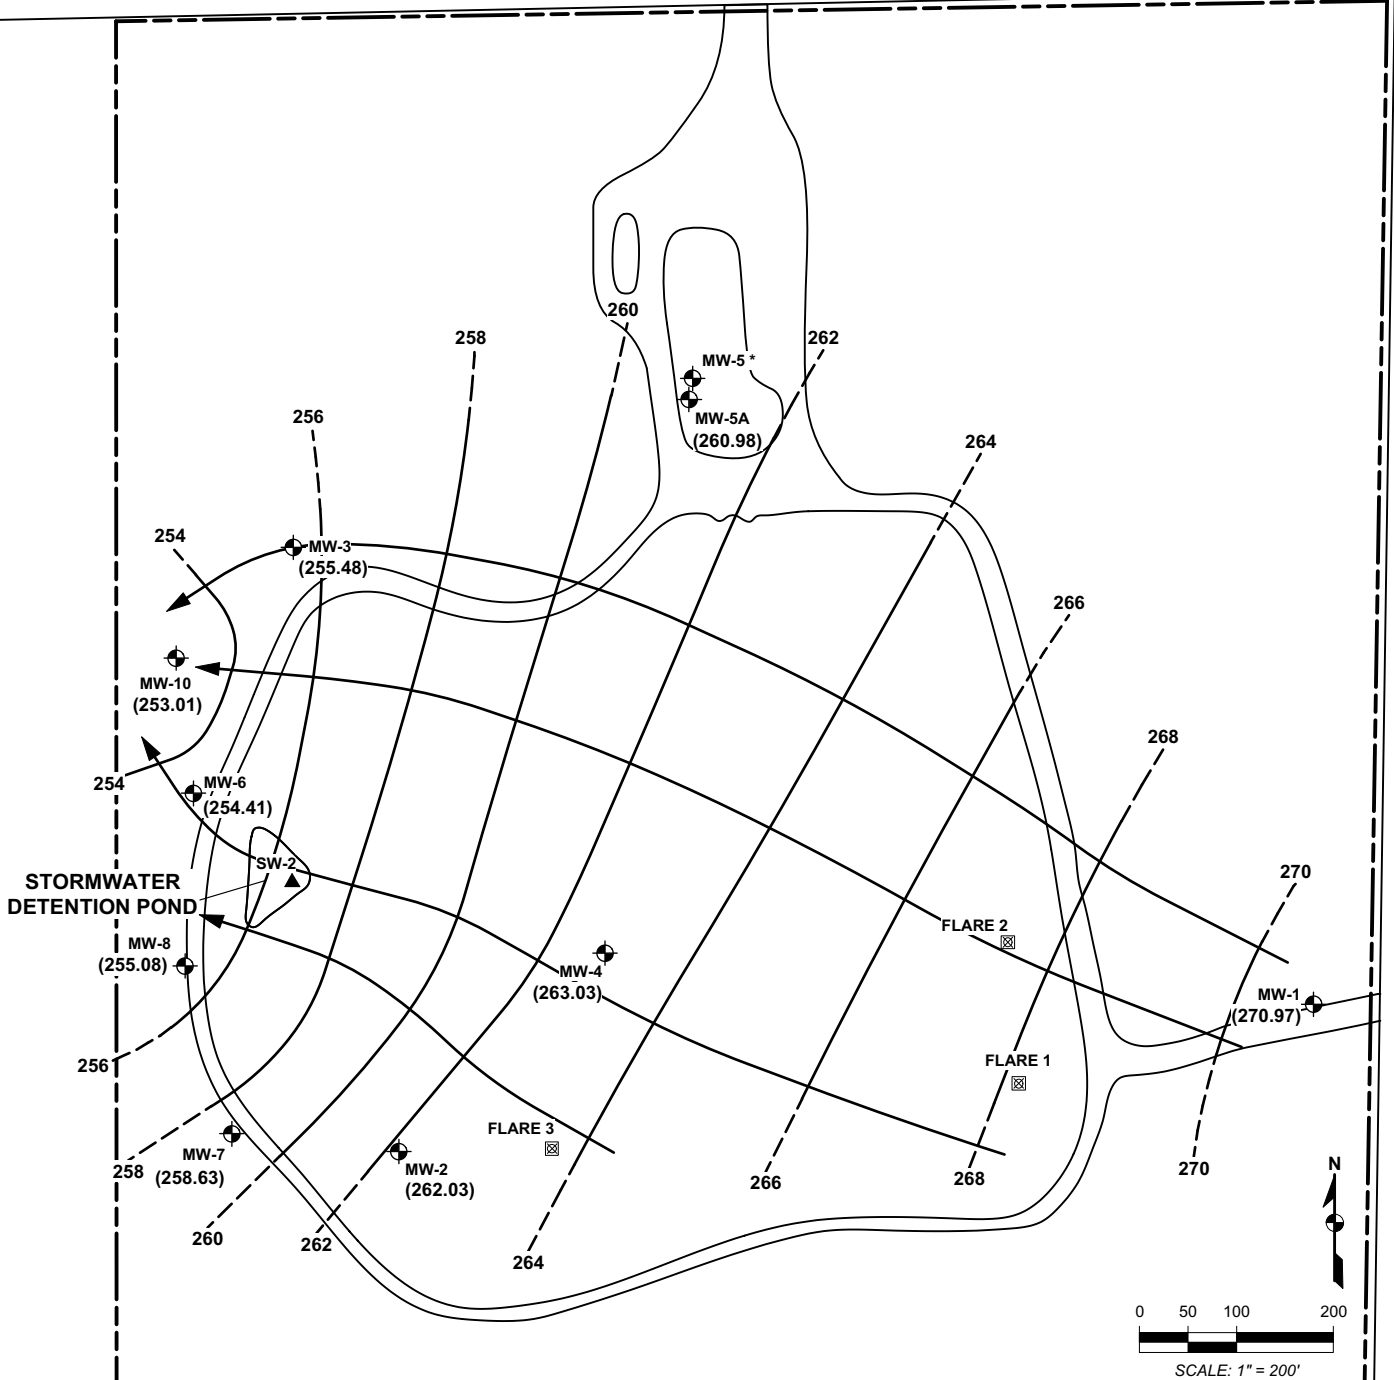 260
258
262
MW-5 *
256
MW-5A
(260.98)
264
254
MW-3
(255.48)
266
MW-10
(253.01)
268
254
MW-6
(254.41)
SW-2
STORMWATER
DETENTION POND
270
FLARE 2
MW-8
(255.08)
MW-4
(263.03)
MW-1
(270.97)
256
FLARE 1
FLARE 3
MW-7
(258.63)
258
MW-2
(262.03)
266
268
270
N
260
262
264
0 50 100 200
SCALE: 1" = 200'